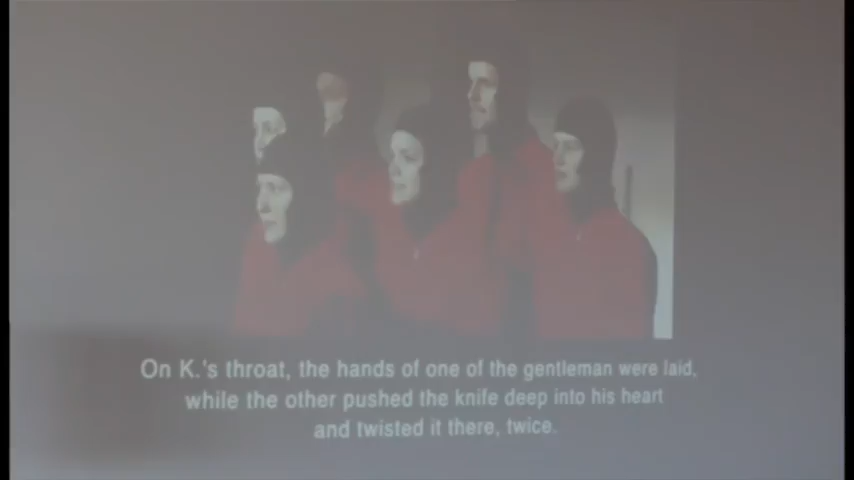 On K.'s throat, the hands of one of the gentleman were laid,
while the other pushed the knife deep into his heart
and twisted it there, twice.